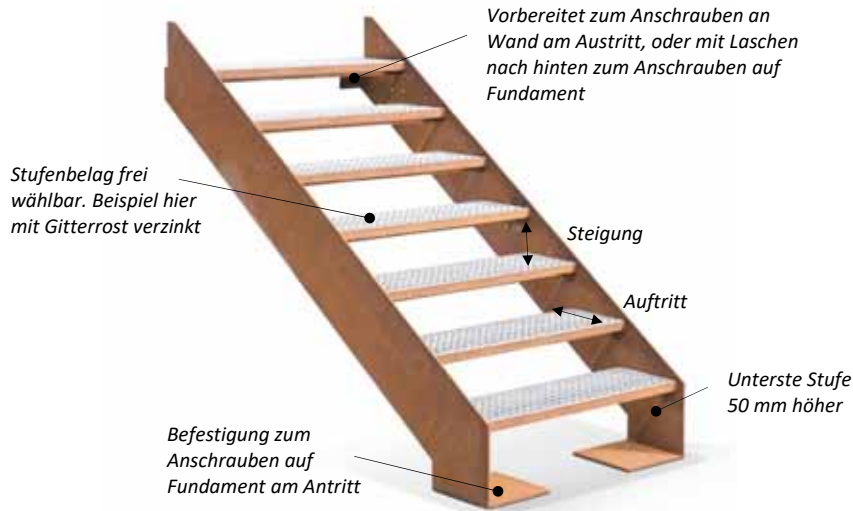 Vorbereitet zum Anschrauben an
Wand am Austritt, oder mit Laschen
nach hinten zum Anschrauben auf
Fundament
Stufenbelag frei
wählbar. Beispiel hier
mit Gitterrost verzinkt
Steigung
Auftritt
Unterste Stufe
50 mm höher
Befestigung zum
Anschrauben auf
Fundament am Antritt